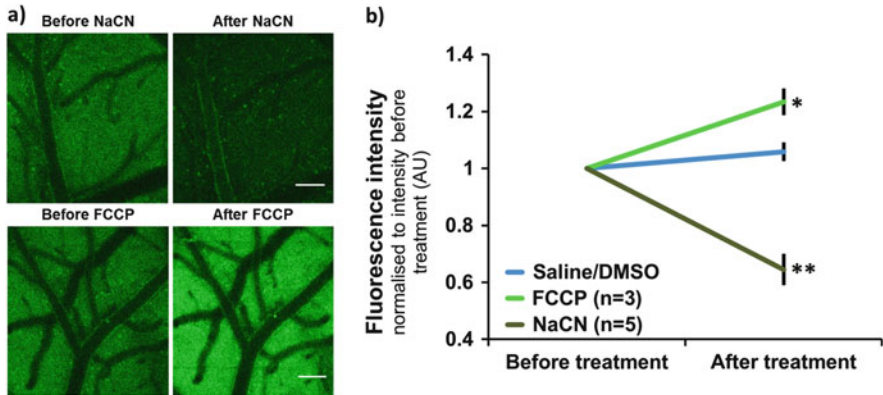 a)
Before NaCN
After NaCN
Before FCCP
After FCCP
b)
Fluorescence intensity
normalised to intensity before
treatment (AU)
1.4
1.2
1
0.8
0.6
0.4
*
**
Saline/DMSO
FCCP (n=3)
NaCN (n=5)
Before treatment
After treatment